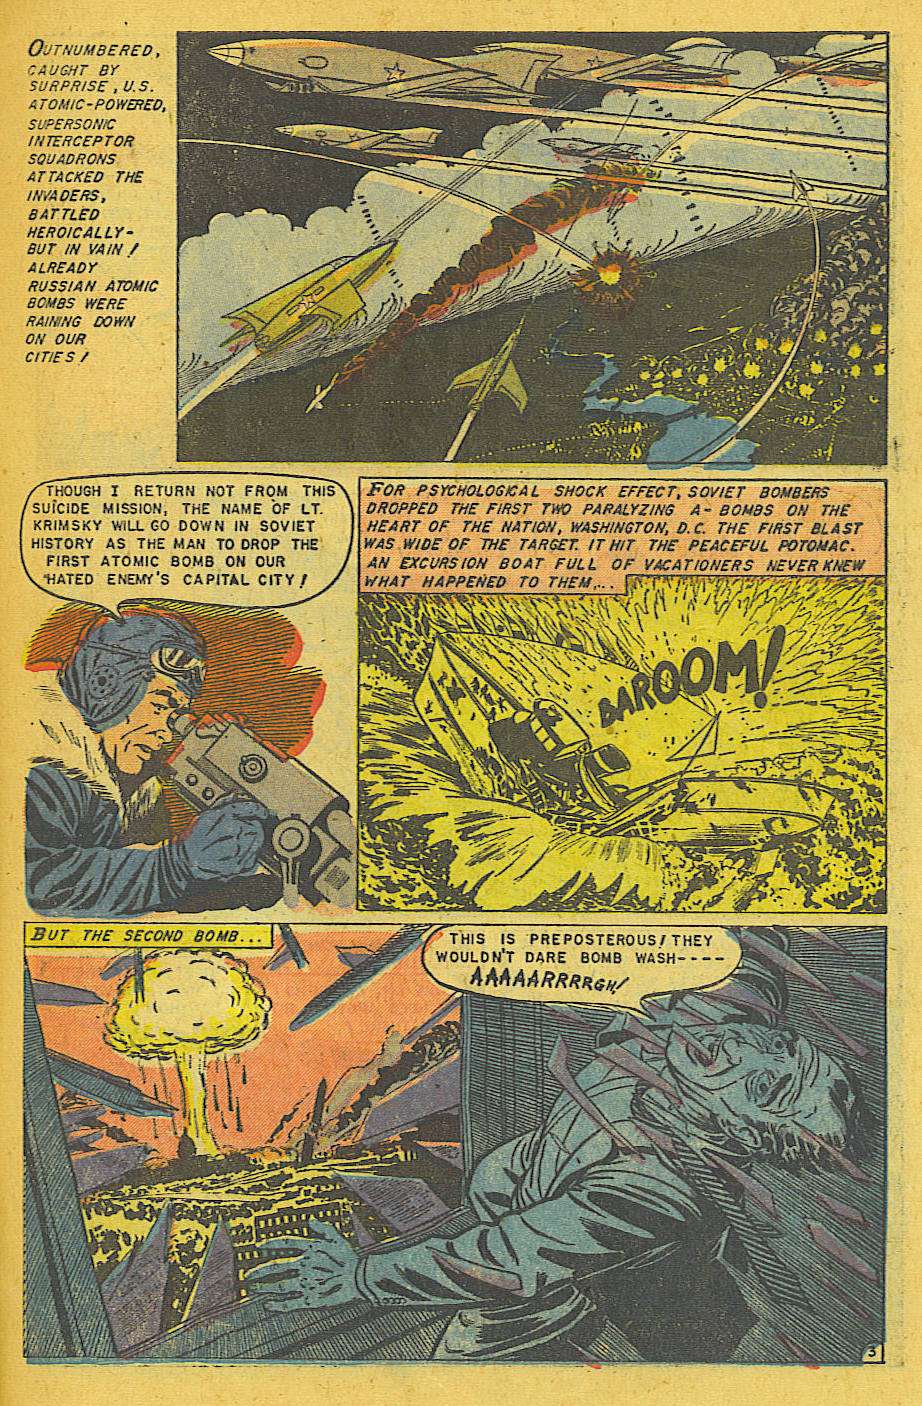 OUTNUMBERED,
CAUGHT BY
SURPRISE, U.S.
ATOMIC-POWERED,
SUPERSONIC
INTERCEPTOR
SQUADRONS
ATTACKED THE
INVADERS,
BATTLED
HEROICALLY-
BUT IN VAIN!
ALREADY
RUSSIAN ATOMIC
BOMBS WERE
RAINING DOWN
ON OUR
CITIES!
THOUGH I RETURN NOT FROM THIS
SUICIDE MISSION, THE NAME OF LT.
KRIMSKY WILL GO DOWN IN SOVIET
HISTORY AS THE MAN TO DROP THE
FIRST ATOMIC BOMB ON OUR
HATED ENEMY'S CAPITAL CITY!
FOR PSYCHOLOGICAL SHOCK EFFECT, SOVIET BOMBERS
DROPPED THE FIRST TWO PARALYZING A-BOMBS ON THE
HEART OF THE NATION, WASHINGTON, D.C. THE FIRST BLAST
WAS WIDE OF THE TARGET. IT HIT THE PEACEFUL POTOMAC.
AN EXCURSION BOAT FULL OF VACATIONERS NEVER KNEW
WHAT HAPPENED TO THEM,...
BAROOM!
BUT THE SECOND BOMB...
THIS IS PREPOSTEROUS! THEY
WOULDN'T DARE BOMB WASH----
AAAAARRRRGH!
3